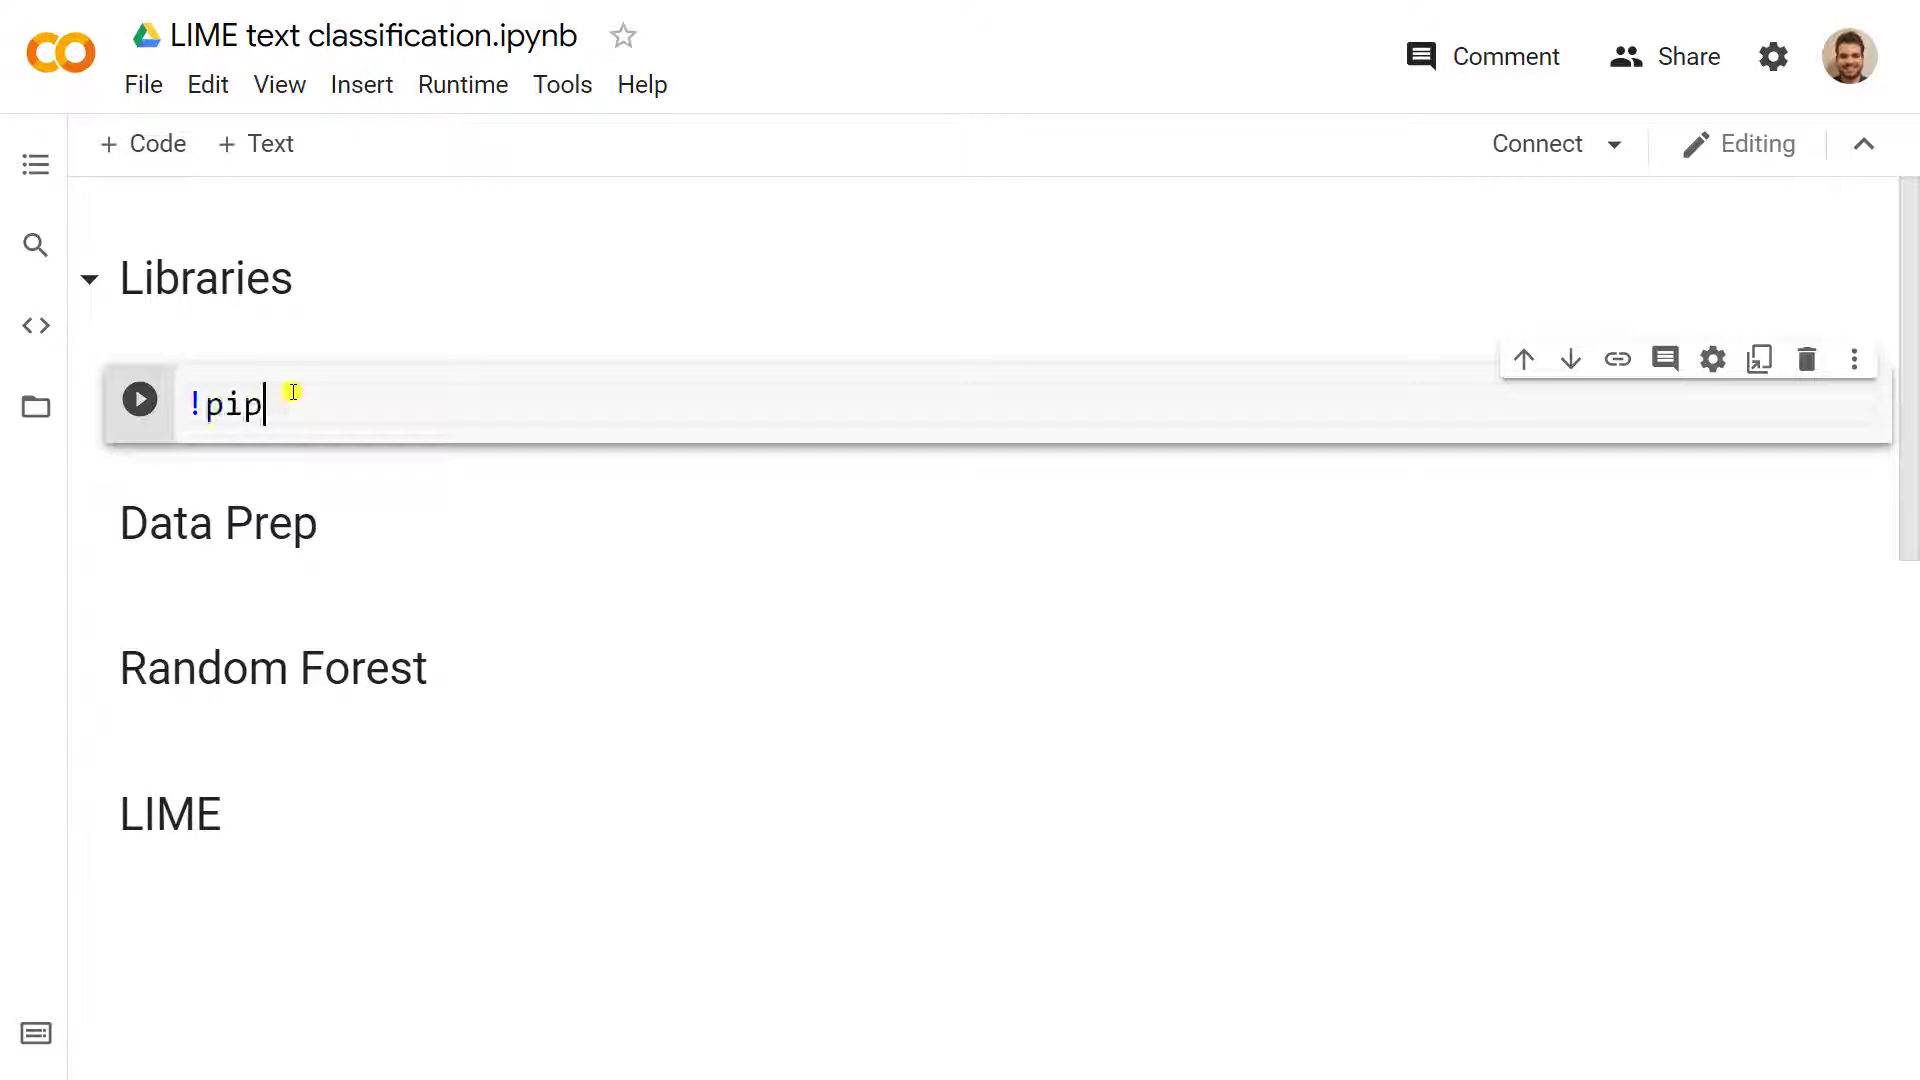 LIME text classification.ipynb
Comment
Share
File Edit View Insert Runtime Tools Help
+ Code + Text
Connect
Editing
Libraries
!pip
Data Prep
Random Forest
LIME